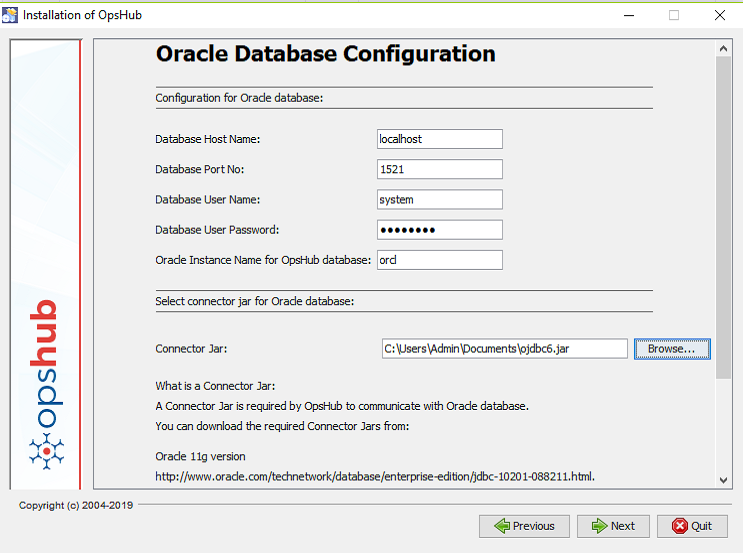 Installation of OpsHub
Oracle Database Configuration
Configuration for Oracle database:
Database Host Name: localhost
Database Port No: 1521
Database User Name: system
Database User Password: ●●●●●●●●
Oracle Instance Name for OpsHub database: orcl
Select connector jar for Oracle database:
Connector Jar: C:\Users\Admin\Documents\ojdbc6.jar Browse...
What is a Connector Jar:
A Connector Jar is required by OpsHub to communicate with Oracle database.
You can download the required Connector Jars from:
Oracle 11g version
http://www.oracle.com/technetwork/database/enterprise-edition/jdbc-10201-088211.html.
opshub
Copyright (c) 2004-2019
Previous Next Quit